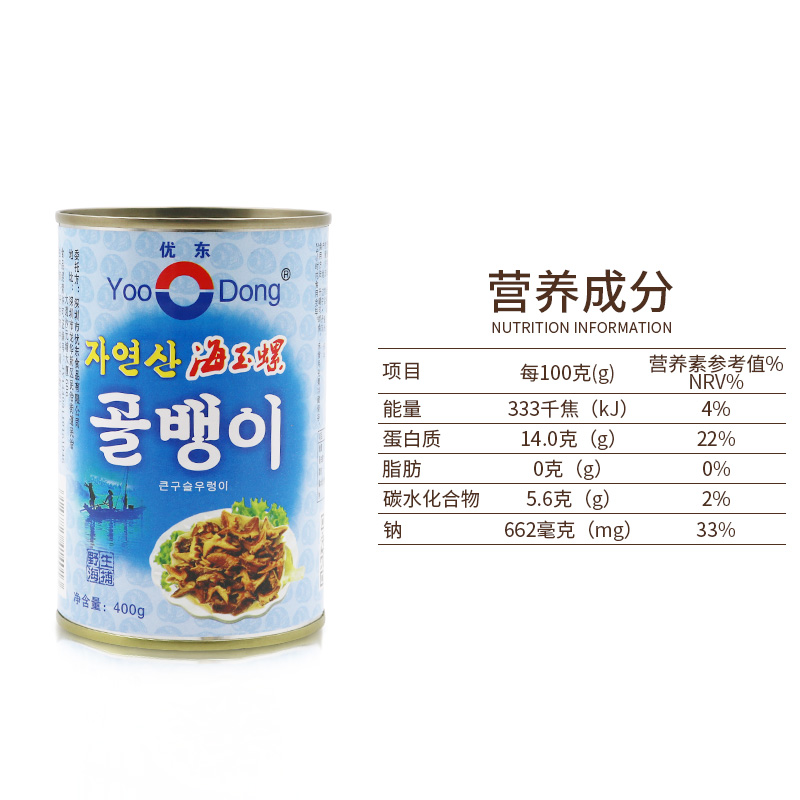 优东
Yoo Dong®
자연산 海玉螺
골뱅이
큰구슬우렁이
野生
海捕
净含量：400g
营养成分
NUTRITION INFORMATION
项目 每100克(g) 营养素参考值%
NRV%
能量 333千焦（kJ） 4%
蛋白质 14.0克（g） 22%
脂肪 0克（g） 0%
碳水化合物 5.6克（g） 2%
钠 662毫克（mg） 33%